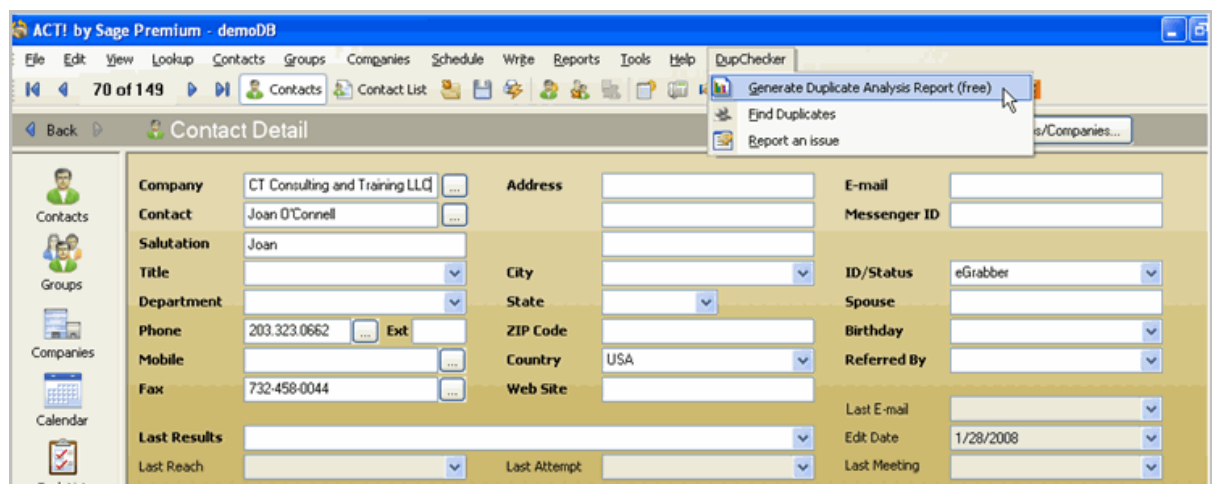 ACT! by Sage Premium - demoDB
File Edit View Lookup Contacts Groups Companies Schedule Write Reports Tools Help DupChecker
70 of 149 Contacts Contact List
Generate Duplicate Analysis Report (free)
Find Duplicates
Report an issue
Back Contact Detail
s/Companies...
Contacts
Groups
Companies
Calendar
Company CT Consulting and Training LLC ... Address E-mail
Contact Joan O'Connell ... Messenger ID
Salutation Joan
Title City ID/Status eGrabber
Department State Spouse
Phone 203.323.0662 ... Ext ZIP Code Birthday
Mobile ... Country USA Referred By
Fax 732-458-0044 ... Web Site
Last E-mail
Last Results Edit Date 1/28/2008
Last Reach Last Attempt Last Meeting